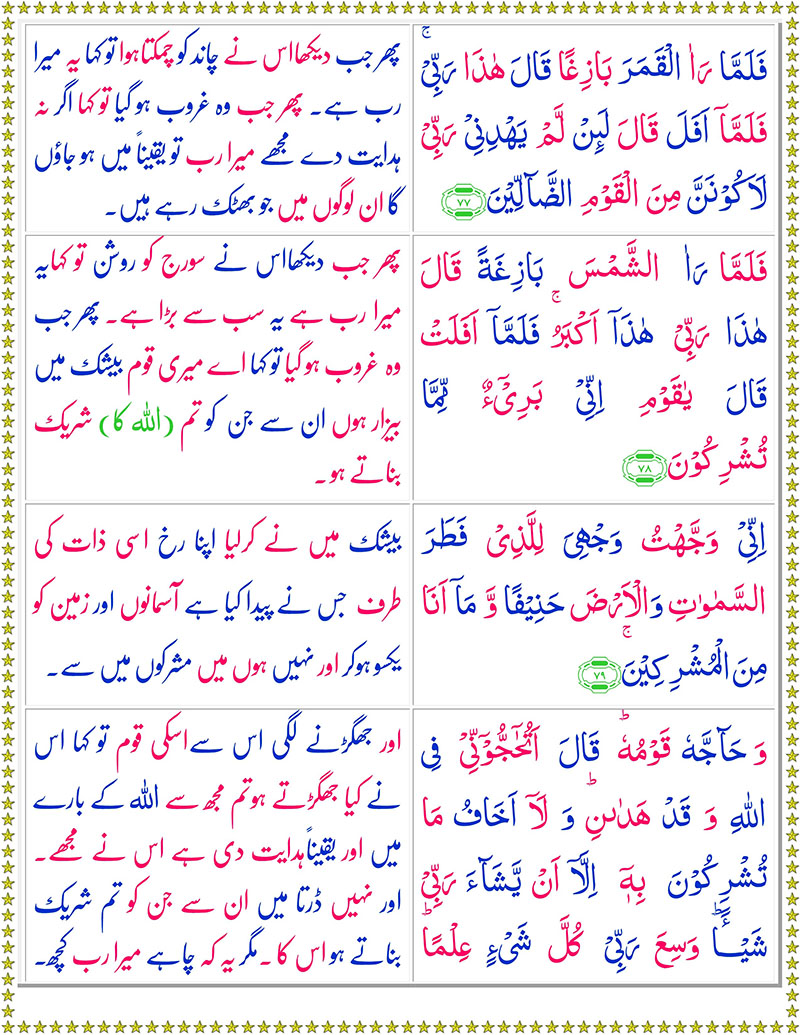 فَلَمَّا رَاٰ الْقَمَرَ بَازِغًا قَالَ هٰذَا رَبِّیْ ۚ
فَلَمَّاۤ اَفَلَ قَالَ لَىِٕنْ لَّمْ یَهْدِنِیْ رَبِّیْ
لَاَكُوْنَنَّ مِنَ الْقَوْمِ الضَّآلِّیْنَ ﴿۷۷﴾
پھر جب دیکھا اس نے چاند کو چمکتا ہوا تو کہا یہ میرا
رب ہے۔ پھر جب وہ غروب ہو گیا تو کہا اگر نہ
ہدایت دے مجھے میرا رب تو یقیناً میں ہو جاؤں
گا ان لوگوں میں جو بھٹک رہے ہیں۔
فَلَمَّا رَاٰ الشَّمْسَ بَازِغَةً قَالَ
هٰذَا رَبِّیْ هٰذَاۤ اَكْبَرُ ۚ فَلَمَّاۤ اَفَلَتْ
قَالَ یٰقَوْمِ اِنِّیْ بَرِیْٓءٌ مِّمَّا
تُشْرِكُوْنَ ﴿۷۸﴾
پھر جب دیکھا اس نے سورج کو روشن تو کہا یہ
میرا رب ہے یہ سب سے بڑا ہے۔ پھر جب
وہ غروب ہو گیا تو کہا اے میری قوم بیشک میں
بیزار ہوں ان سے جن کو تم (اللہ کا) شریک
بناتے ہو۔
اِنِّیْ وَجَّهْتُ وَجْهِیَ لِلَّذِیْ فَطَرَ
السَّمٰوٰتِ وَالْاَرْضَ حَنِیْفًا وَّ مَاۤ اَنَا
مِنَ الْمُشْرِكِیْنَ ۚ ﴿۷۹﴾
بیشک میں نے کر لیا اپنا رخ اسی ذات کی
طرف جس نے پیدا کیا ہے آسمانوں اور زمین کو
یکسو ہو کر اور نہیں ہوں میں مشرکوں میں سے۔
وَ حَآجَّهٗ قَوْمُهٗ ؕ قَالَ اَتُحَآجُّوْٓنِّیْ فِی
اللّٰهِ وَ قَدْ هَدٰىنِ ؕ وَ لَاۤ اَخَافُ مَا
تُشْرِكُوْنَ بِهٖۤ اِلَّاۤ اَنْ یَّشَآءَ رَبِّیْ
شَیْـًٔا ؕ وَسِعَ رَبِّیْ كُلَّ شَیْءٍ عِلْمًا ؕ
اور جھگڑنے لگی اس سے اسکی قوم تو کہا اس
نے کیا جھگڑتے ہو تم مجھ سے اللہ کے بارے
میں اور یقیناً ہدایت دی ہے اس نے مجھے۔
اور نہیں ڈرتا میں ان سے جن کو تم شریک
بناتے ہو اس کا۔ مگر یہ کہ چاہے میرا رب کچھ۔